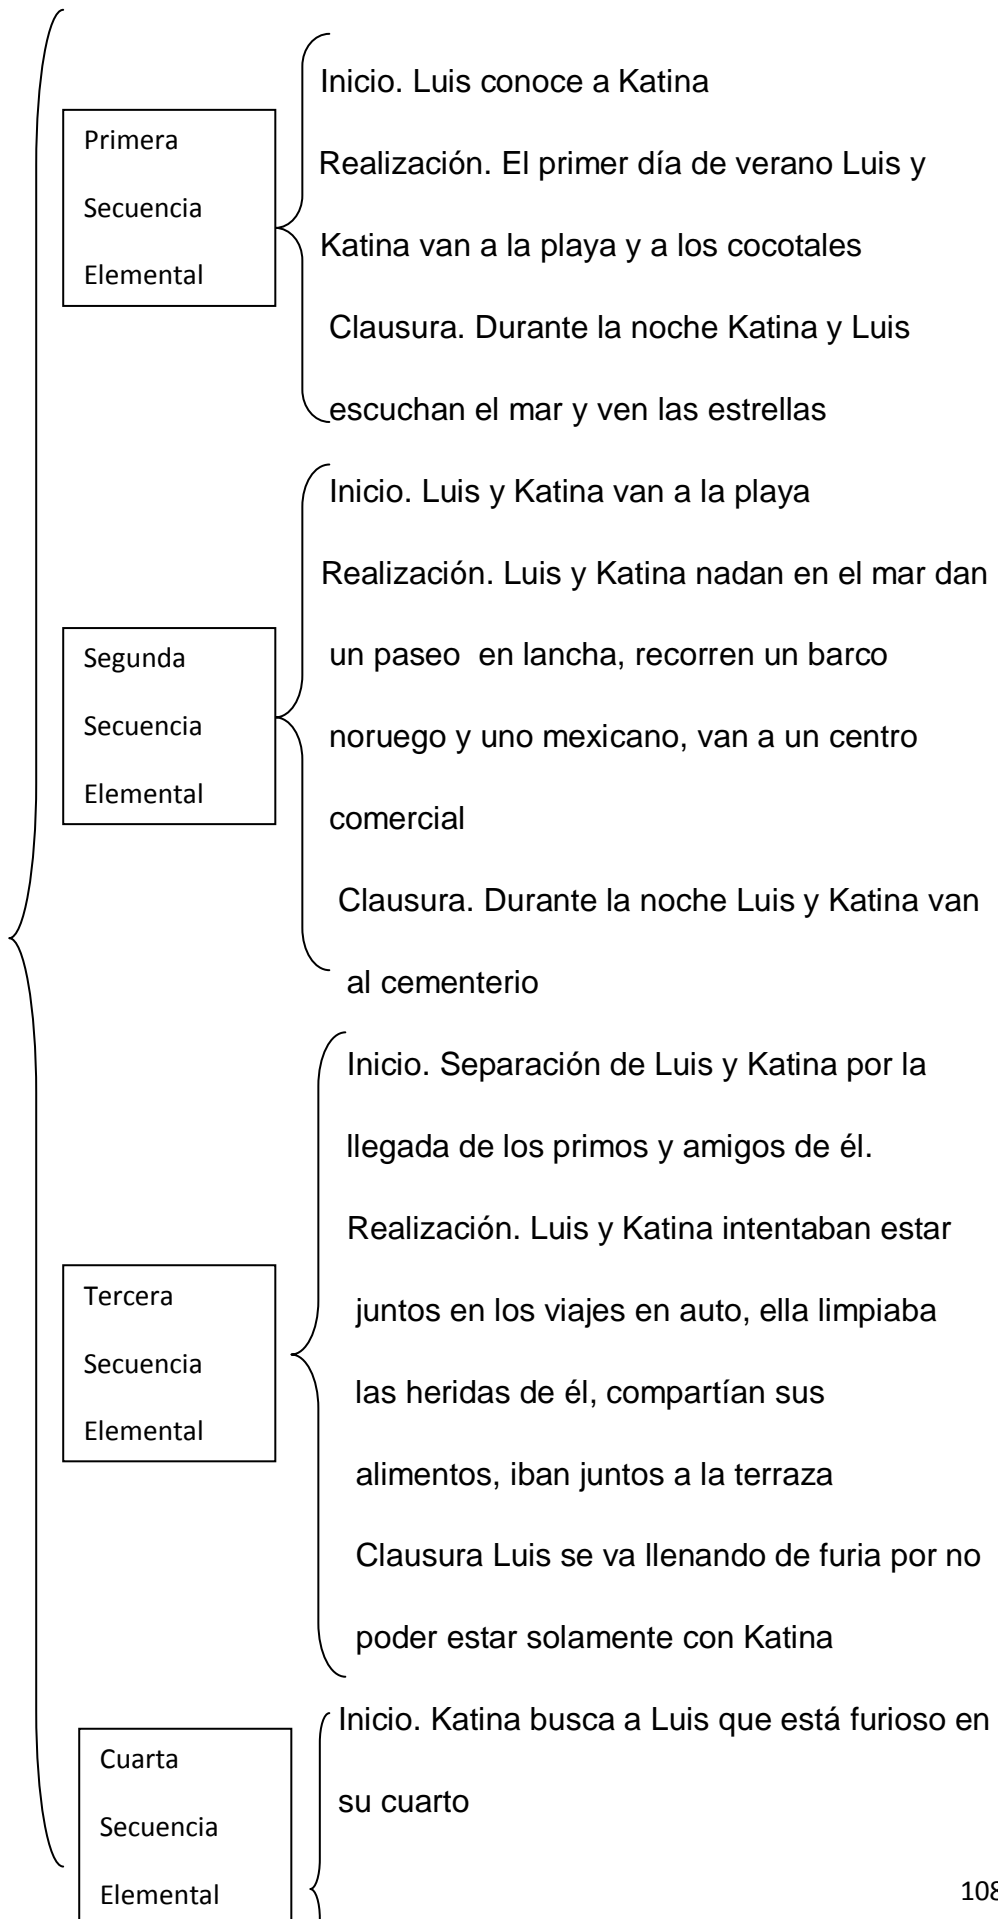 Primera
Secuencia
Elemental
Inicio. Luis conoce a Katina
Realización. El primer día de verano Luis y
Katina van a la playa y a los cocotales
Clausura. Durante la noche Katina y Luis
escuchan el mar y ven las estrellas
Segunda
Secuencia
Elemental
Inicio. Luis y Katina van a la playa
Realización. Luis y Katina nadan en el mar dan
un paseo en lancha, recorren un barco
noruego y uno mexicano, van a un centro
comercial
Clausura. Durante la noche Luis y Katina van
al cementerio
Tercera
Secuencia
Elemental
Inicio. Separación de Luis y Katina por la
llegada de los primos y amigos de él.
Realización. Luis y Katina intentaban estar
juntos en los viajes en auto, ella limpiaba
las heridas de él, compartían sus
alimentos, iban juntos a la terraza
Clausura Luis se va llenando de furia por no
poder estar solamente con Katina
Cuarta
Secuencia
Elemental
Inicio. Katina busca a Luis que está furioso en
su cuarto
108